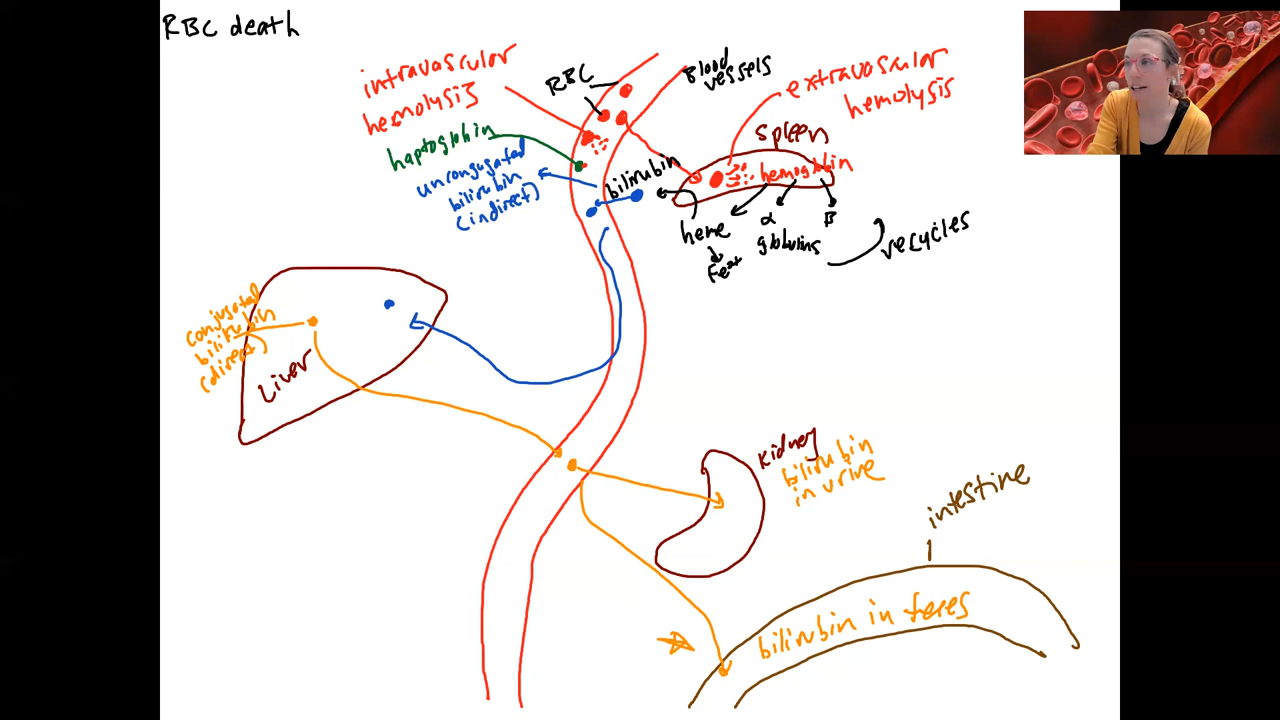 RBC death
intravascular
hemolysis
RBC
Blood
vessels
extravascular
hemolysis
spleen
haptoglobin
unconjugated
bilirubin
(indirect)
bilirubin
hemoglobin
heme
Fe2+
α
β
globulins
recycles
conjugated
bilirubin
(direct)
Liver
kidney
bilirubin
in urine
intestine
bilirubin in feces